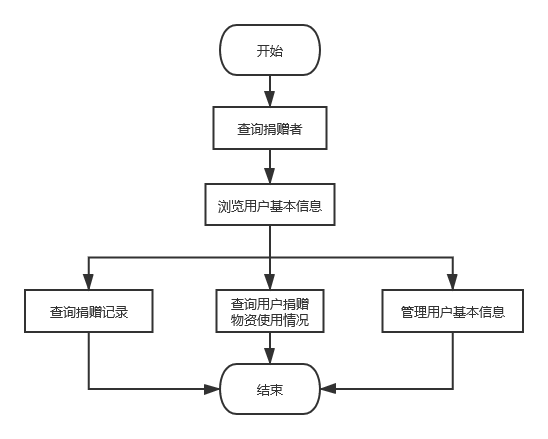 开始
查询捐赠者
浏览用户基本信息
查询捐赠记录
查询用户捐赠
物资使用情况
管理用户基本信息
结束